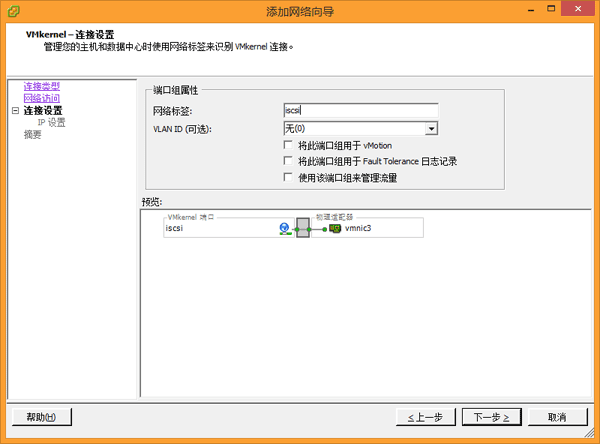 添加网络向导
VMkernel – 连接设置
管理您的主机和数据中心时使用网络标签来识别 VMkernel 连接。
连接类型
网络访问
连接设置
IP 设置
摘要
端口组属性
网络标签:
iscsi
VLAN ID (可选):
无(0)
将此端口组用于 vMotion
将此端口组用于 Fault Tolerance 日志记录
使用该端口组来管理流量
预览:
VMkernel 端口
物理适配器
iscsi
vmnic3
帮助(H)
< 上一步
下一步 >
取消